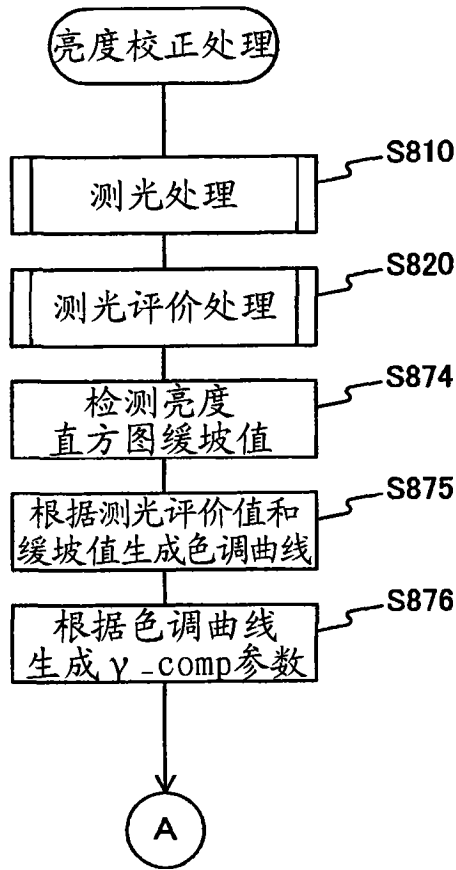 亮度校正处理
S810
测光处理
S820
测光评价处理
S874
检测亮度
直方图缓坡值
S875
根据测光评价值和
缓坡值生成色调曲线
S876
根据色调曲线
生成γ_comp参数
A